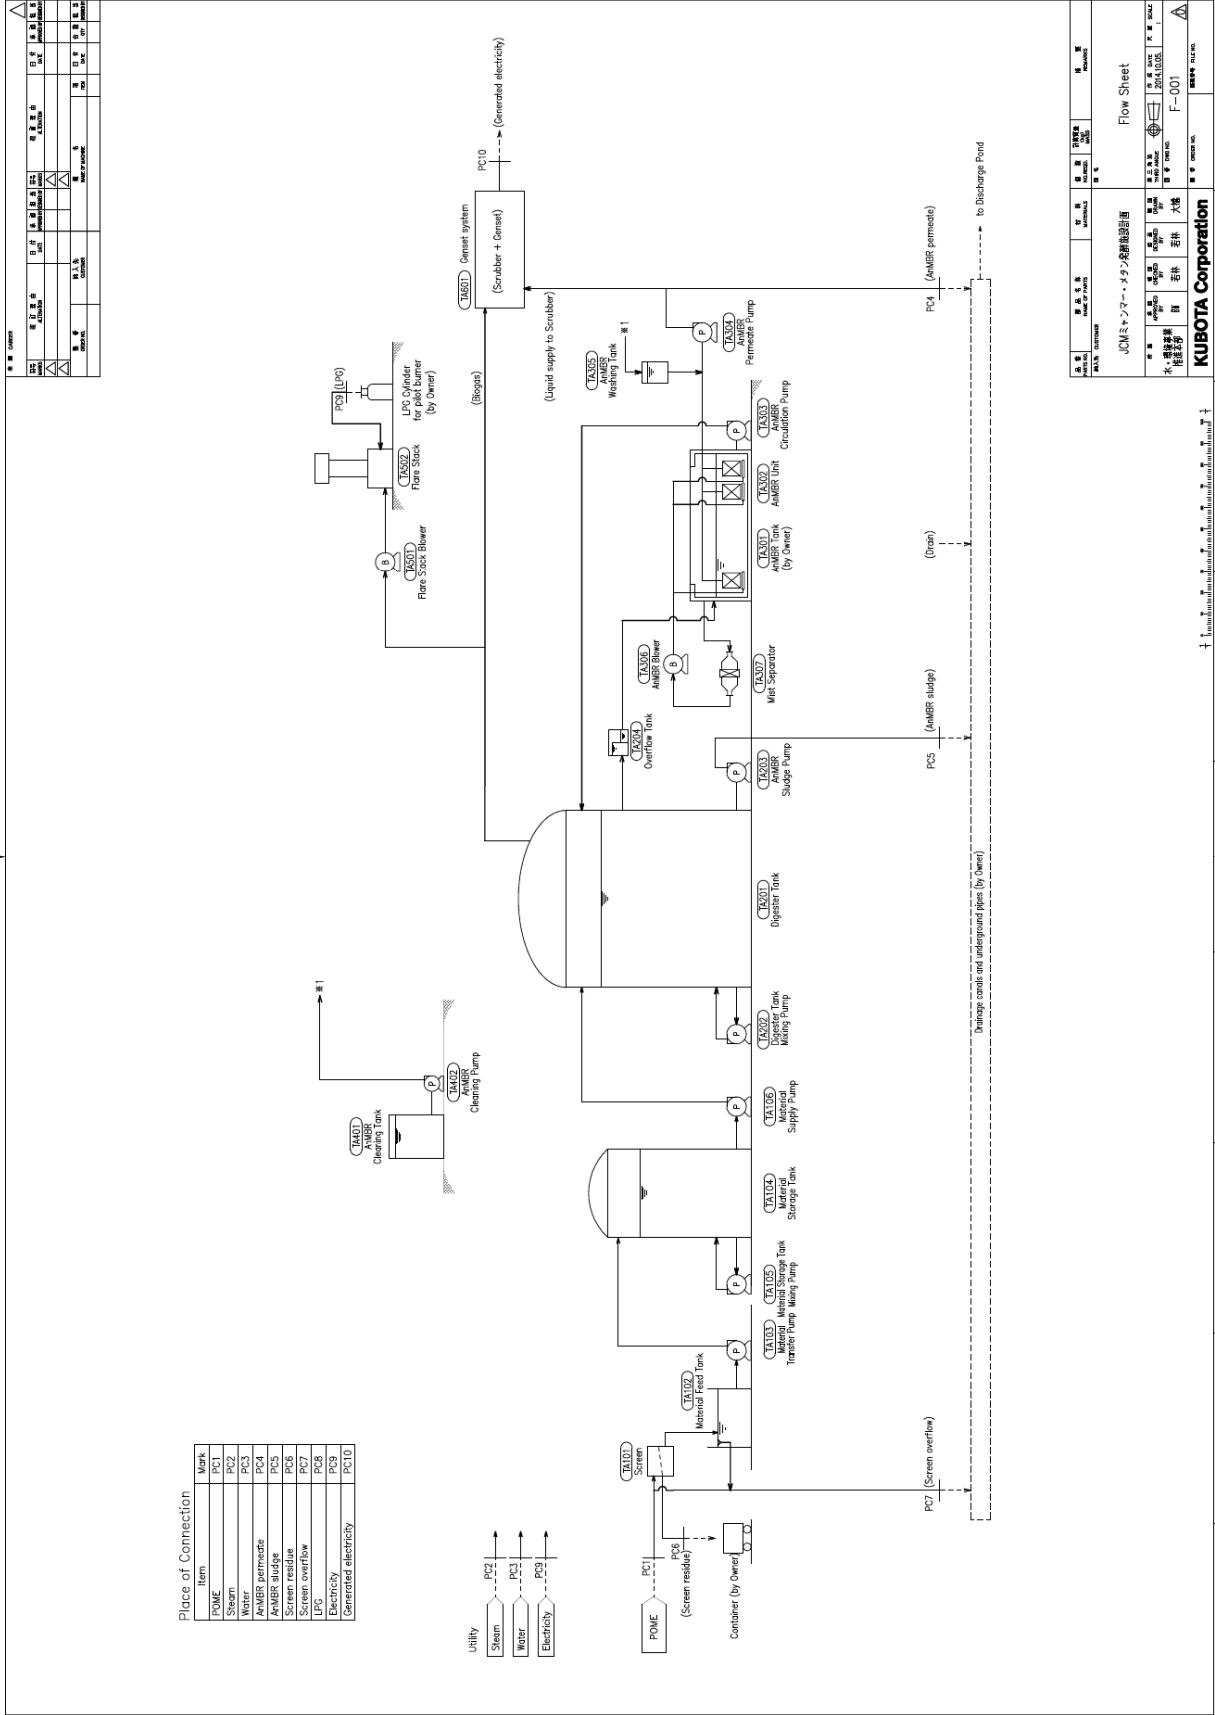 Place of Connection
Item Mark
POME PC1
Steam PC2
Water PC3
AnMBR permeate PC4
AnMBR sludge PC5
Screen residue PC6
Screen overflow PC7
LPG PC8
Electricity PC9
Generated electricity PC10
Utility
Steam
PC2
Water
PC3
Electricity
PC9
POME
PC1
PC6
(Screen residue)
Container (by Owner)
TA101
Screen
TA102
Material Feed Tank
PC7
(Screen overflow)
TA103
Material
Transfer Pump
TA105
Material Storage Tank
Mixing Pump
TA104
Material
Storage Tank
TA106
Material
Supply Pump
TA401
AnMBR
Cleaning Tank
TA402
AnMBR
Cleaning Pump
※1
TA202
Digester Tank
Mixing Pump
TA201
Digester Tank
TA203
AnMBR
Sludge Pump
TA204
Overflow Tank
PC5
(AnMBR sludge)
TA306
AnMBR Blower
TA307
Mist Separator
TA301
AnMBR Tank
(by Owner)
TA302
AnMBR Unit
TA303
AnMBR
Circulation Pump
TA305
AnMBR
Washing Tank
※1
TA304
AnMBR
Permeate Pump
(Drain)
PC4
(AnMBR permeate)
(Liquid supply to Scrubber)
(Biogas)
TA501
Flare Stack Blower
TA502
Flare Stack
PC9
(LPG)
LPG Cylinder
for pilot burner
(by Owner)
TA601
Genset system
(Scrubber + Genset)
PC10
(Generated electricity)
Drainage canals and underground pipes (by Owner)
to Discharge Pond
JCMミャンマー・メタン発酵施設計画
Flow Sheet
2014.10.05
F-001
KUBOTA Corporation